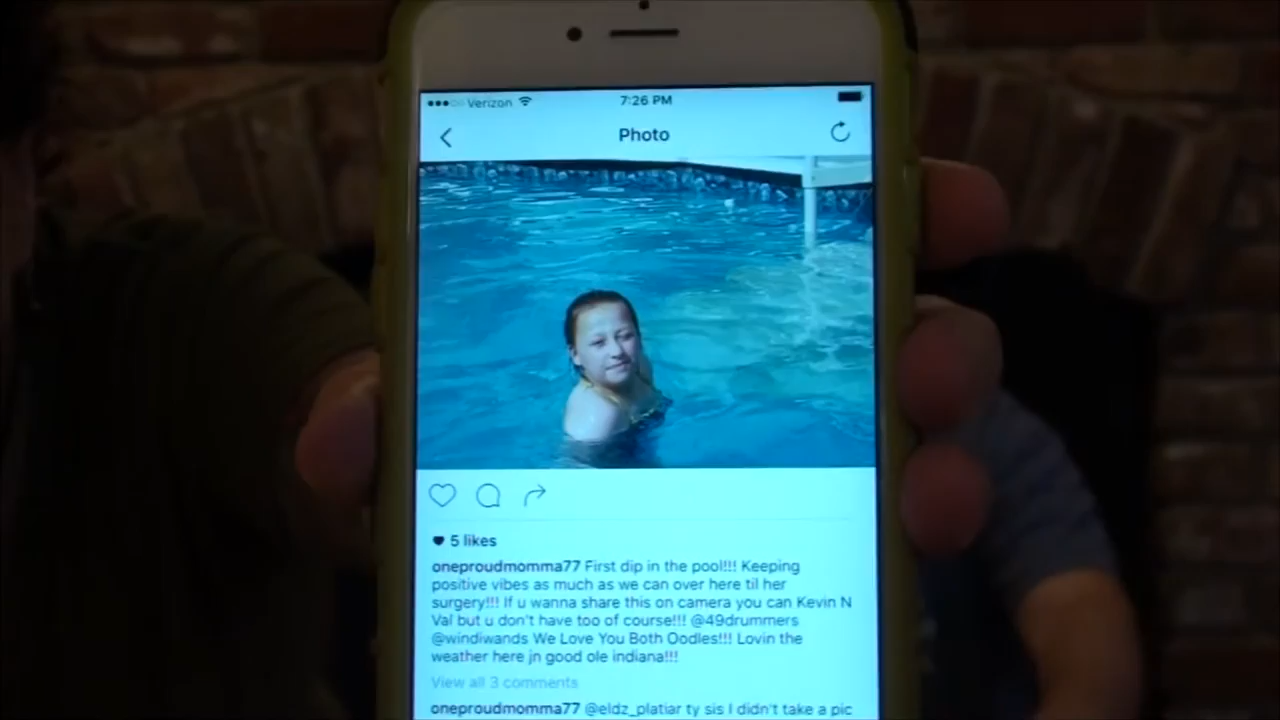 Verizon 7:26 PM
Photo
5 likes
oneproudmomma77 First dip in the pool!!! Keeping
positive vibes as much as we can over here til her
surgery!!! If u wanna share this on camera you can Kevin N
Val but u don't have too of course!!! @49drummers
@windiwands We Love You Both Oodles!!! Lovin the
weather here jn good ole indiana!!!
View all 3 comments
oneproudmomma77 @eldz_platiar ty sis I didn't take a pic